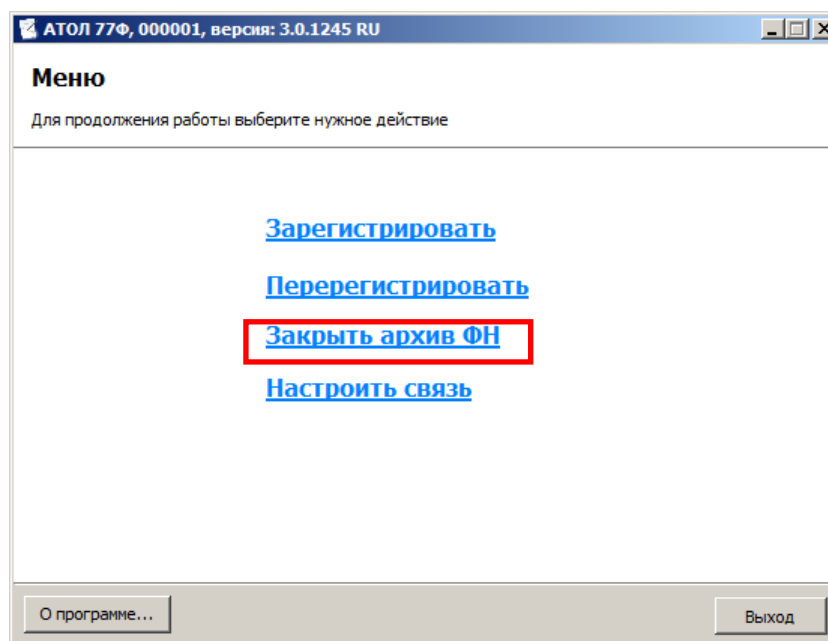 АТОЛ 77Ф, 000001, версия: 3.0.1245 RU
Меню
Для продолжения работы выберите нужное действие
Зарегистрировать
Перерегистрировать
Закрыть архив ФН
Настроить связь
О программе...
Выход